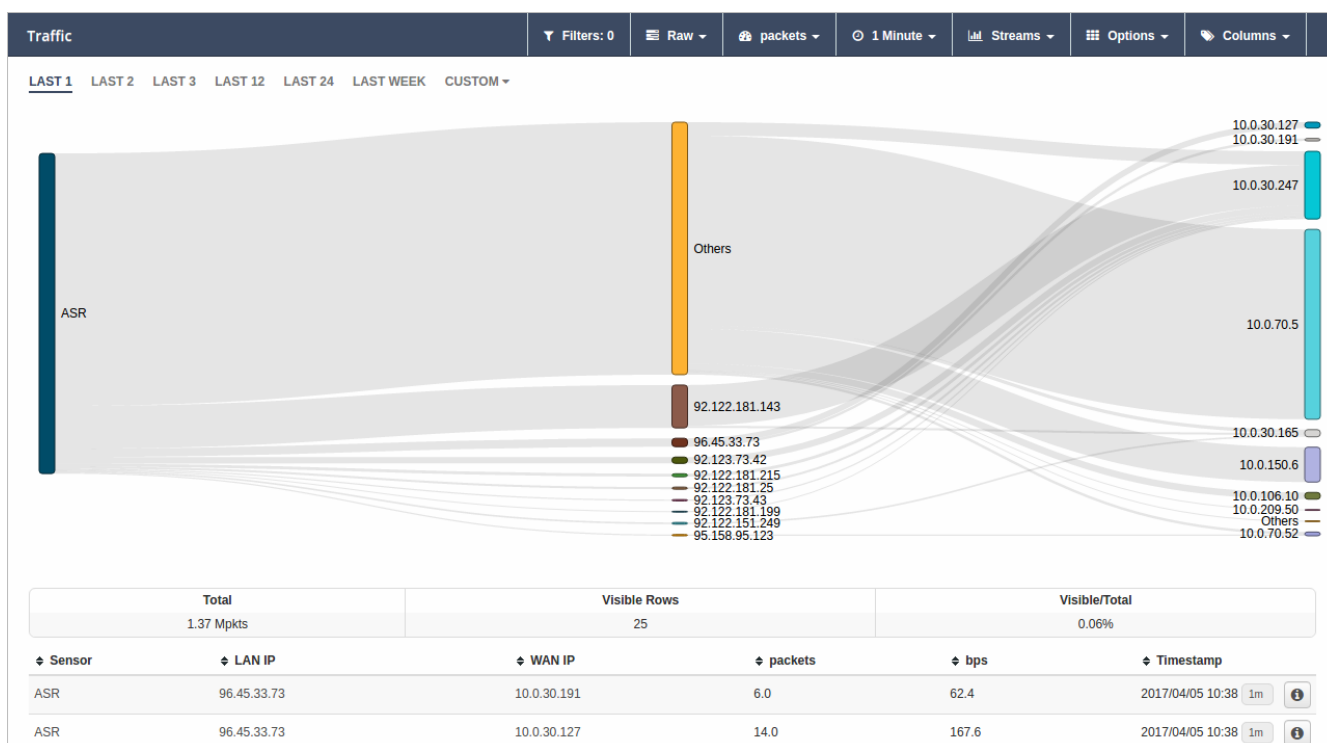 Traffic Filters: 0 Raw packets 1 Minute Streams Options Columns
LAST 1 LAST 2 LAST 3 LAST 12 LAST 24 LAST WEEK CUSTOM
ASR
Others
92.122.181.143
96.45.33.73
92.123.73.42
92.122.181.215
92.122.181.25
92.123.73.43
92.122.181.199
92.122.151.249
95.158.95.123
10.0.30.127
10.0.30.191
10.0.30.247
10.0.70.5
10.0.30.165
10.0.150.6
10.0.106.10
10.0.209.50
Others
10.0.70.52
Total Visible Rows Visible/Total
1.37 Mpkts 25 0.06%
Sensor LAN IP WAN IP packets bps Timestamp
ASR 96.45.33.73 10.0.30.191 6.0 62.4 2017/04/05 10:38 1m
ASR 96.45.33.73 10.0.30.127 14.0 167.6 2017/04/05 10:38 1m